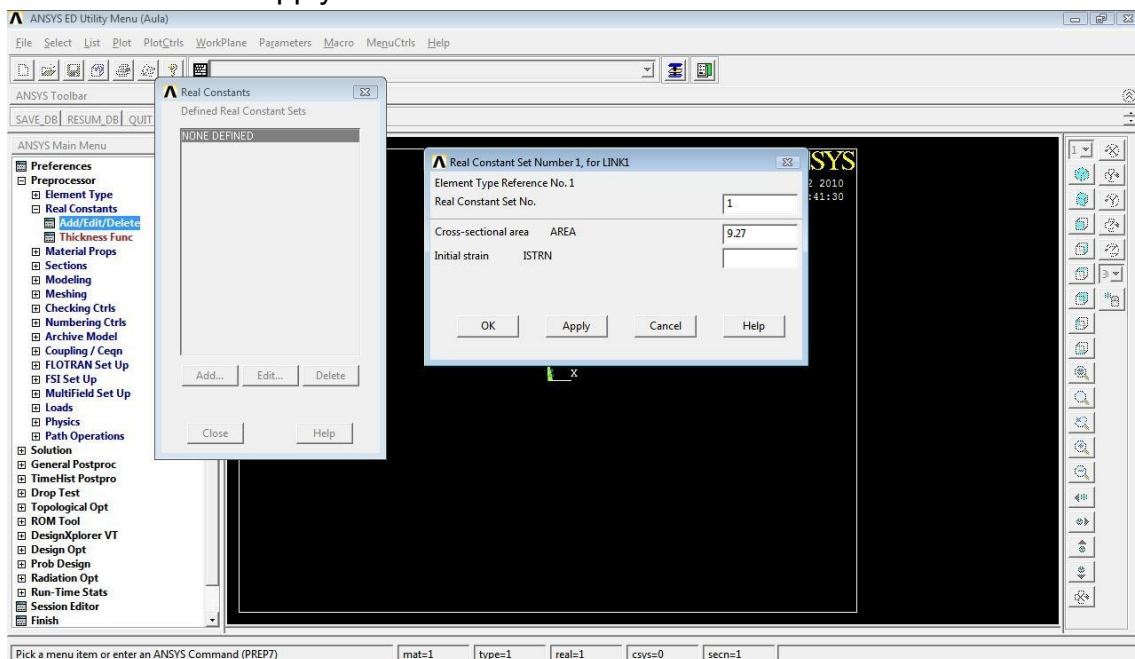 ANSYS ED Utility Menu (Aula)
File Select List Plot PlotCtrls WorkPlane Parameters Macro MenuCtrls Help
ANSYS Toolbar
SAVE_DB RESUM_DB QUIT
ANSYS Main Menu
Preferences
Preprocessor
Element Type
Real Constants
Add/Edit/Delete
Thickness Func
Material Props
Sections
Modeling
Meshing
Checking Ctrls
Numbering Ctrls
Archive Model
Coupling / Ceqn
FLOTRAN Set Up
FSI Set Up
MultiField Set Up
Loads
Physics
Path Operations
Solution
General Postproc
TimeHist Postpro
Drop Test
Topological Opt
ROM Tool
DesignXplorer VT
Design Opt
Prob Design
Radiation Opt
Run-Time Stats
Session Editor
Finish
Real Constants
Defined Real Constant Sets
NONE DEFINED
Add... Edit... Delete
Close Help
Real Constant Set Number 1, for LINK1
Element Type Reference No. 1
Real Constant Set No. 1
Cross-sectional area AREA 9.27
Initial strain ISTRN
OK Apply Cancel Help
SYS
2 2010
:41:30
X
1
3
Pick a menu item or enter an ANSYS Command (PREP7) mat=1 type=1 real=1 csys=0 secn=1